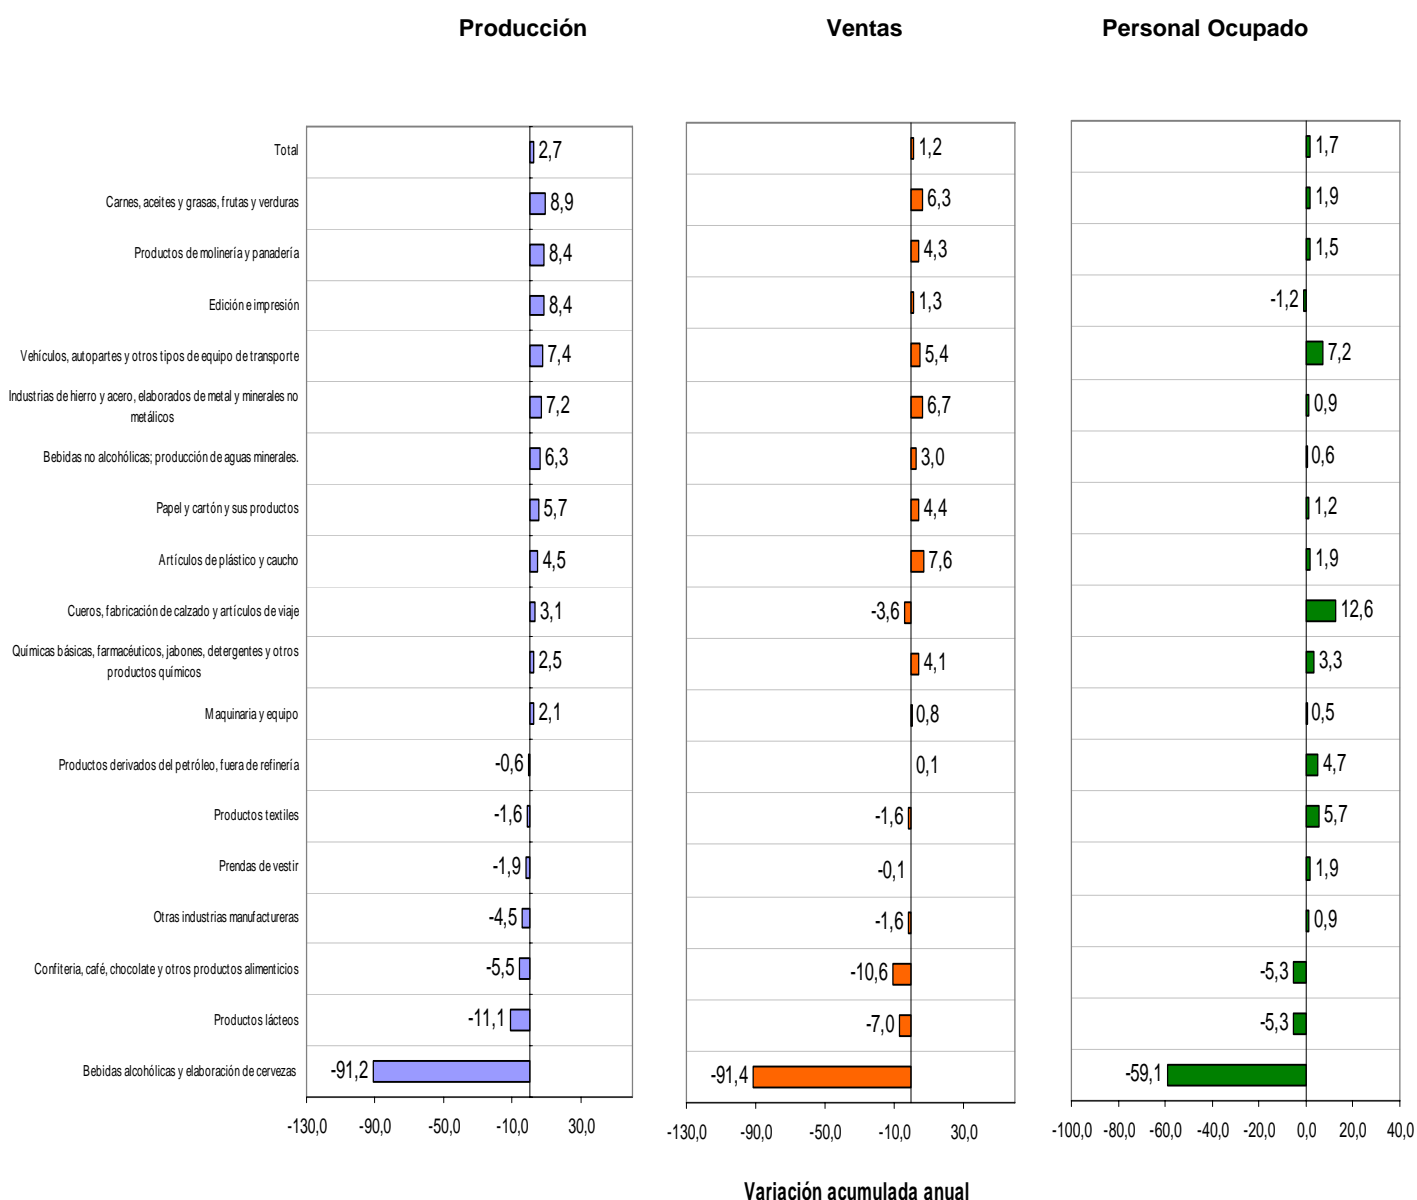 Producción Ventas Personal Ocupado
Total 2,7 1,2 1,7
Carnes, aceites y grasas, frutas y verduras 8,9 6,3 1,9
Productos de molinería y panadería 8,4 4,3 1,5
Edición e impresión 8,4 1,3 -1,2
Vehículos, autopartes y otros tipos de equipo de transporte 7,4 5,4 7,2
Industrias de hierro y acero, elaborados de metal y minerales no
metálicos 7,2 6,7 0,9
Bebidas no alcohólicas; producción de aguas minerales. 6,3 3,0 0,6
Papel y cartón y sus productos 5,7 4,4 1,2
Artículos de plástico y caucho 4,5 7,6 1,9
Cueros, fabricación de calzado y artículos de viaje 3,1 -3,6 12,6
Químicas básicas, farmacéuticos, jabones, detergentes y otros
productos químicos 2,5 4,1 3,3
Maquinaria y equipo 2,1 0,8 0,5
Productos derivados del petróleo, fuera de refinería -0,6 0,1 4,7
Productos textiles -1,6 -1,6 5,7
Prendas de vestir -1,9 -0,1 1,9
Otras industrias manufactureras -4,5 -1,6 0,9
Confiteria, café, chocolate y otros productos alimenticios -5,5 -10,6 -5,3
Productos lácteos -11,1 -7,0 -5,3
Bebidas alcohólicas y elaboración de cervezas -91,2 -91,4 -59,1
-130,0 -90,0 -50,0 -10,0 30,0 -130,0 -90,0 -50,0 -10,0 30,0 -100,0 -80,0 -60,0 -40,0 -20,0 0,0 20,0 40,0
Variación acumulada anual